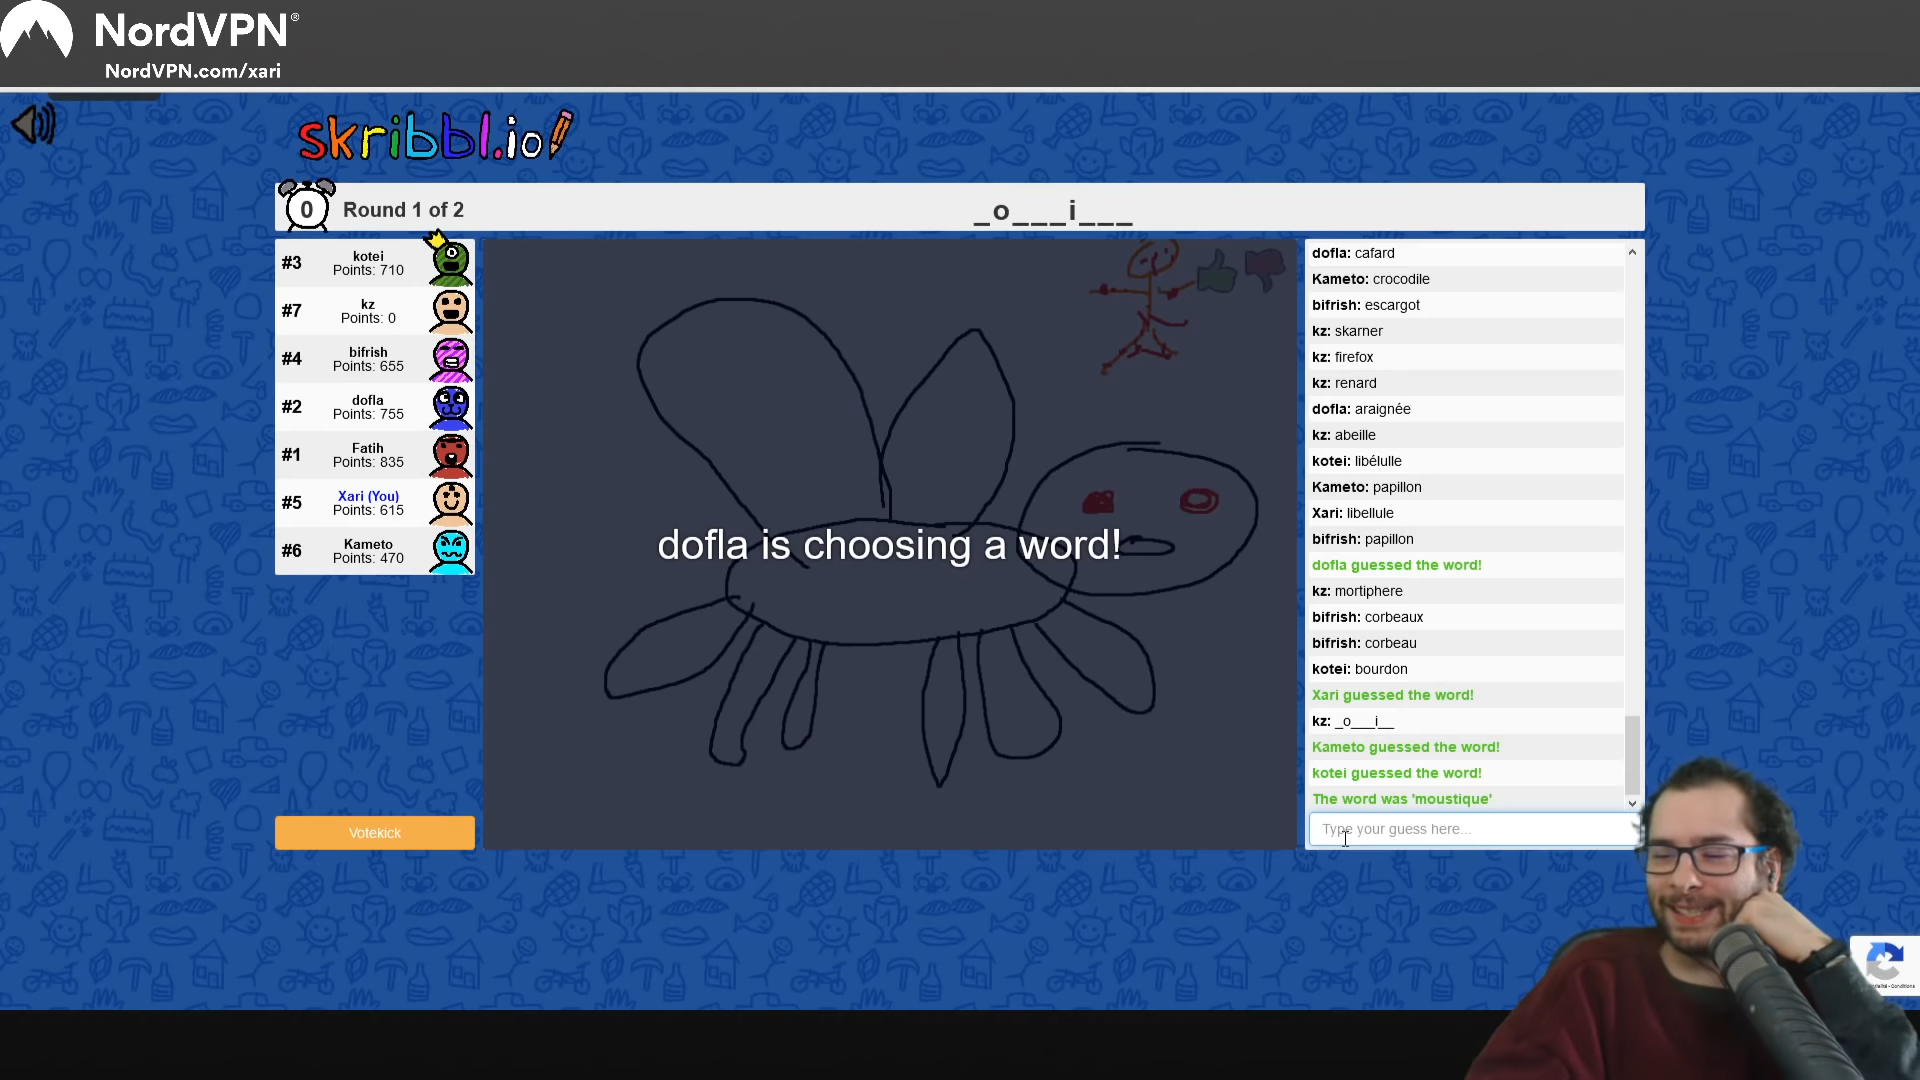 NordVPN®
NordVPN.com/xari
skribbl.io
0
Round 1 of 2
_o___i___
#3
kotei
Points: 710
#7
kz
Points: 0
#4
bifrish
Points: 655
#2
dofla
Points: 755
#1
Fatih
Points: 835
#5
Xari (You)
Points: 615
#6
Kameto
Points: 470
Votekick
dofla is choosing a word!
dofla: cafard
Kameto: crocodile
bifrish: escargot
kz: skarner
kz: firefox
kz: renard
dofla: araignée
kz: abeille
kotei: libélulle
Kameto: papillon
Xari: libellule
bifrish: papillon
dofla guessed the word!
kz: mortiphere
bifrish: corbeaux
bifrish: corbeau
kotei: bourdon
Xari guessed the word!
kz: _o___i__
Kameto guessed the word!
kotei guessed the word!
The word was 'moustique'
Type your guess here...